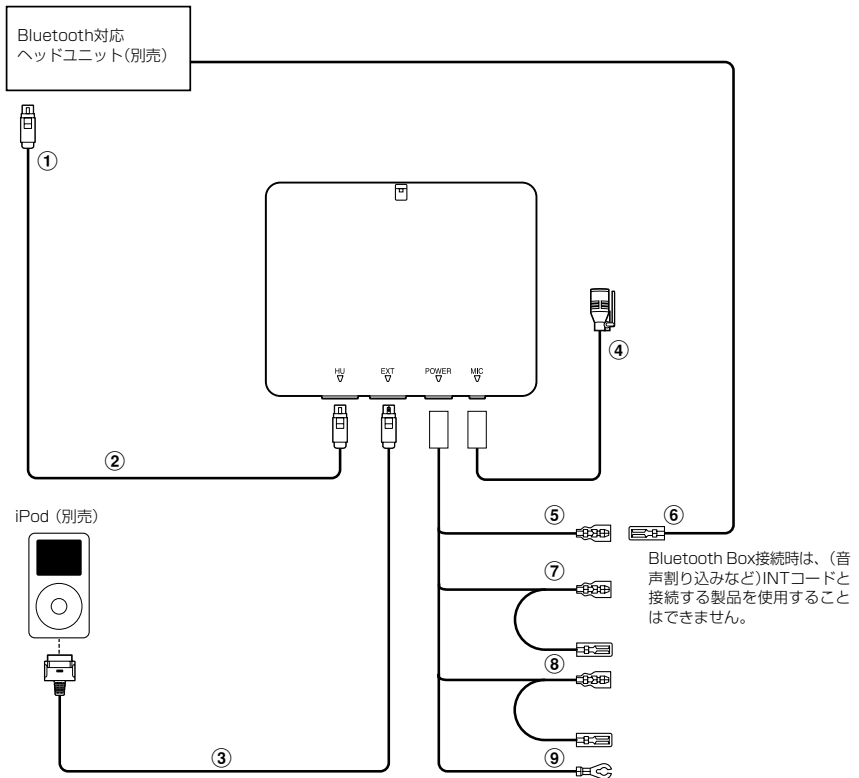 Bluetooth対応
ヘッドユニット(別売)
①
HU
EXT
POWER
MIC
④
②
iPod (別売)
⑤
⑥
Bluetooth Box接続時は、(音
声割り込みなど)INTコードと
接続する製品を使用すること
はできません。
⑦
⑧
③
⑨